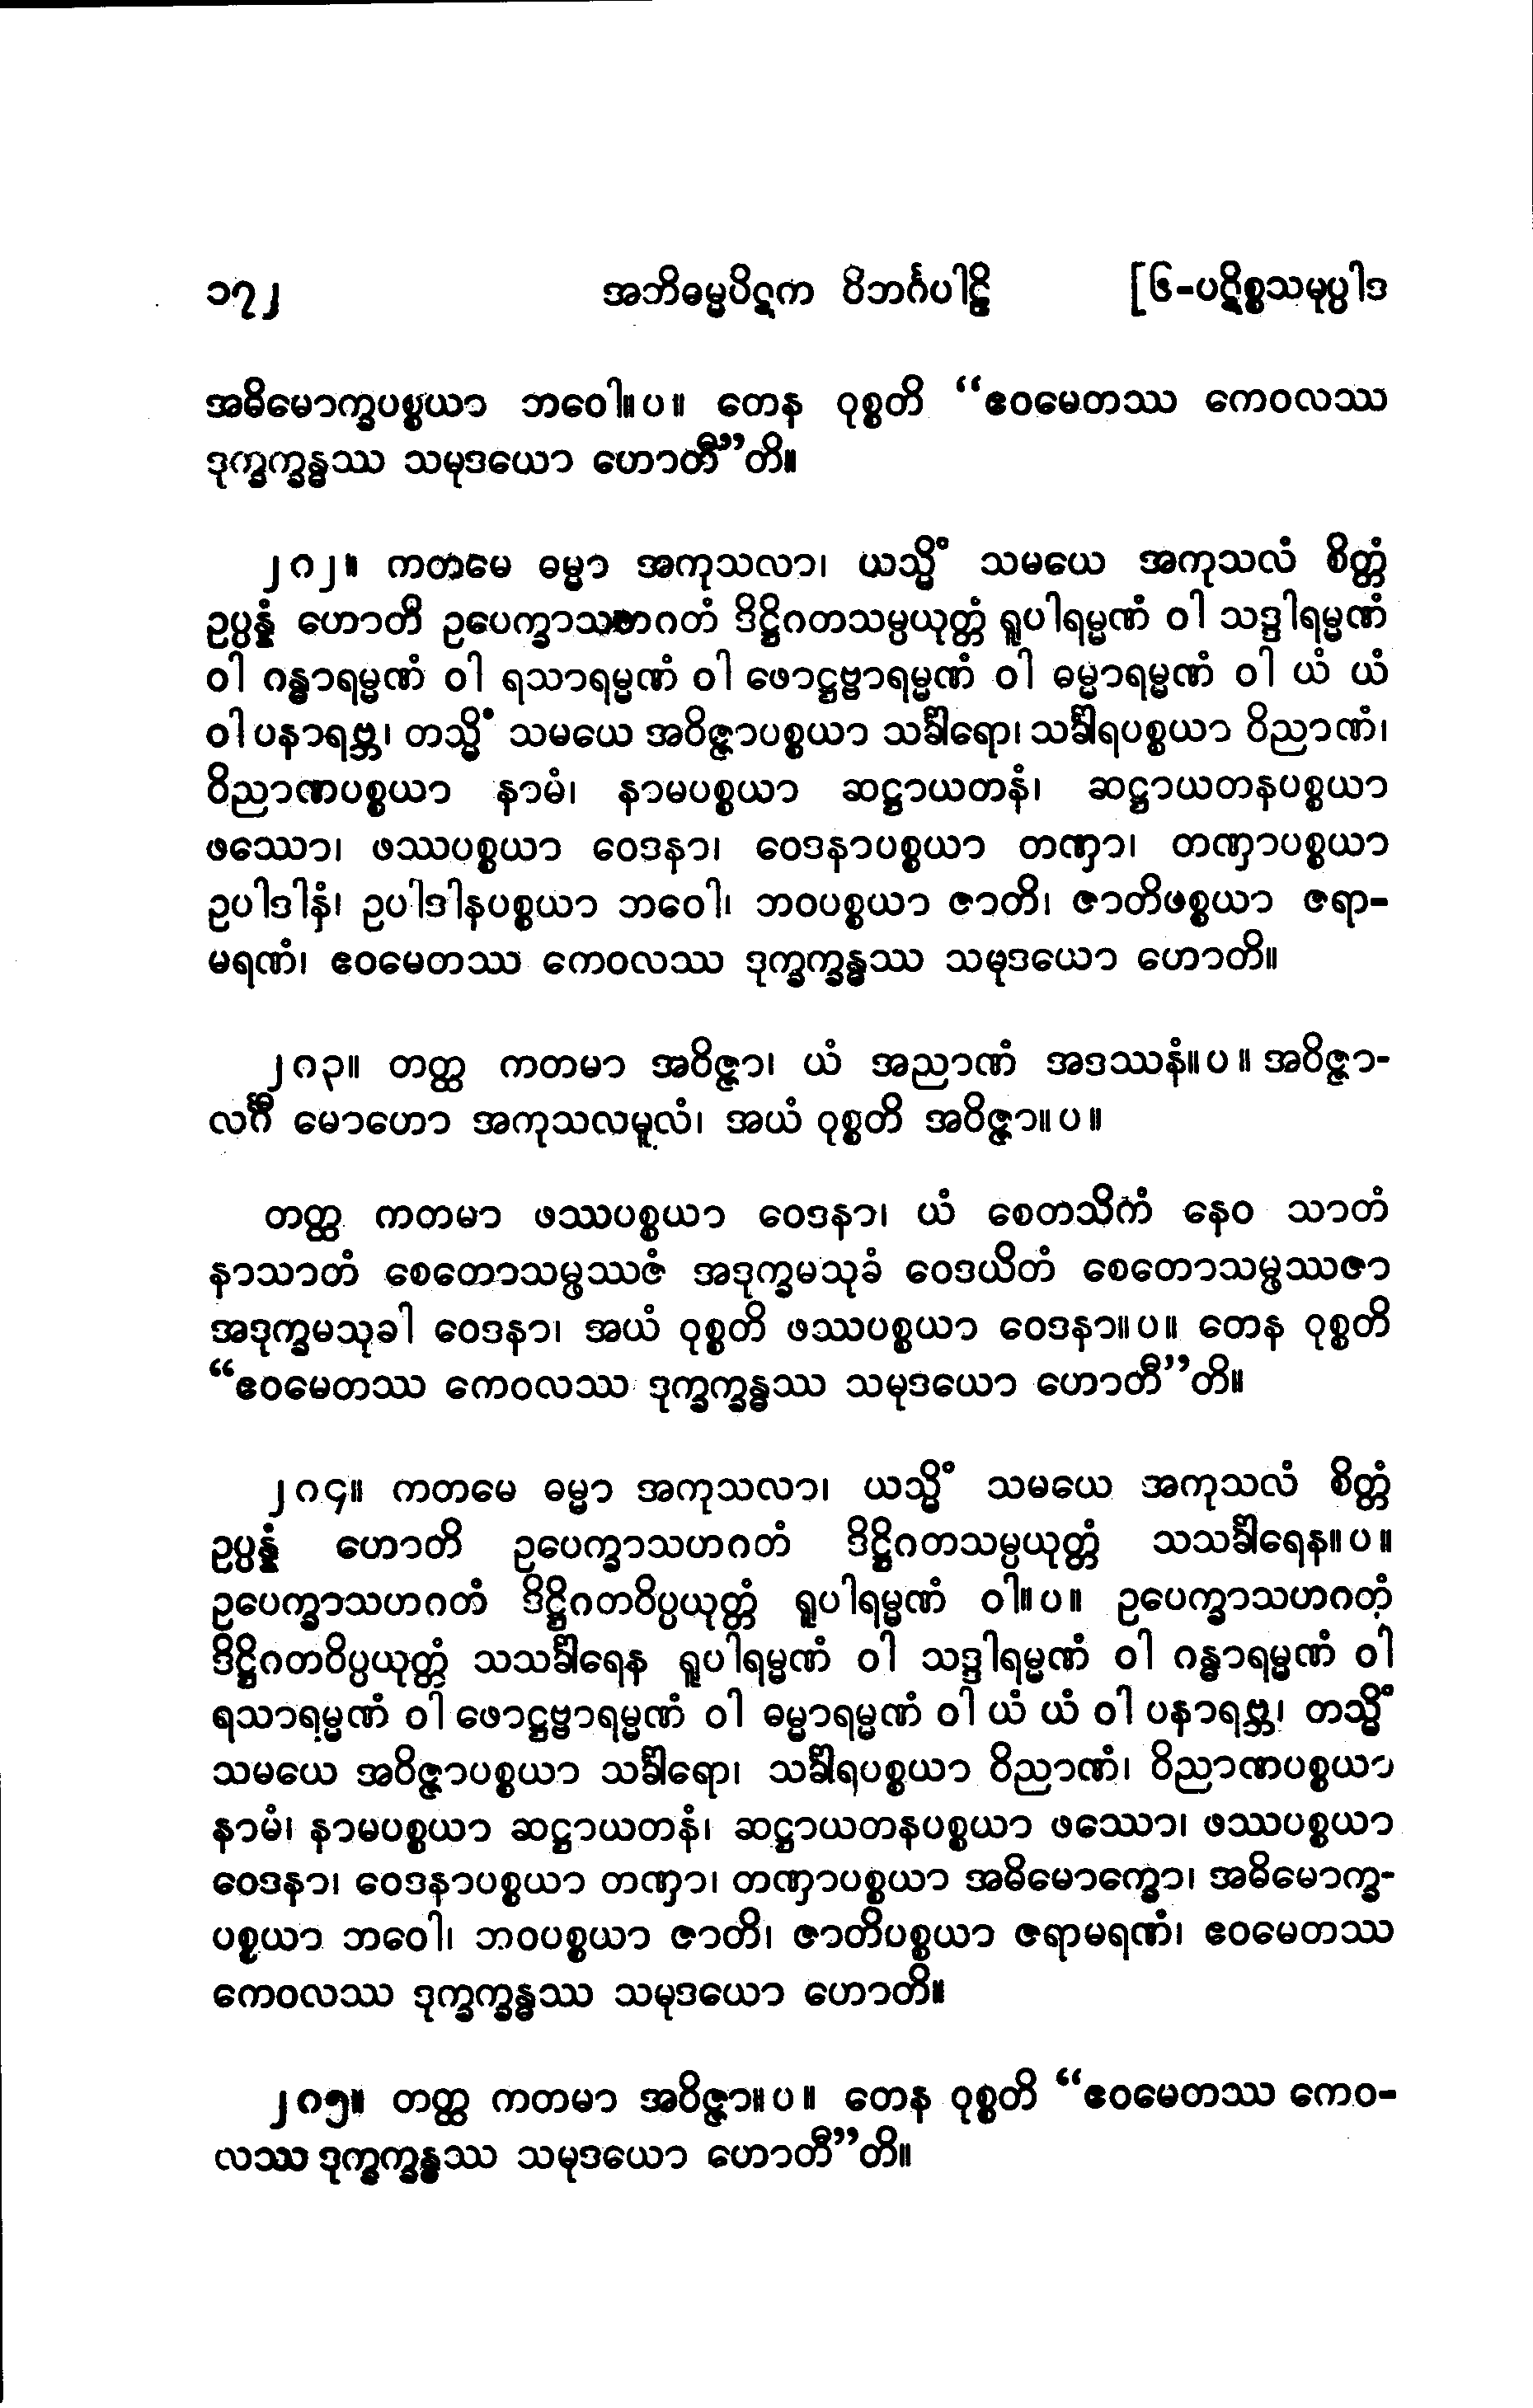 ၁၇၂ အဘိဓမ္မပိဋက ဝိဘင်္ဂပါဠိ [၆-ပဋိစ္စသမုပ္ပါဒ
အဓိမောက္ခပစ္စယာ ဘဝေါ။ပ။ တေန ဝုစ္စတိ “ဧဝမေတဿ ကေဝလဿ
ဒုက္ခက္ခန္ဓဿ သမုဒယော ဟောတီ”တိ။
၂၈၂။ ကတမေ ဓမ္မာ အကုသလာ၊ ယသ္မိံ သမယေ အကုသလံ စိတ္တံ
ဥပ္ပန္နံ ဟောတိ ဥပေက္ခာသဟဂတံ ဒိဋ္ဌိဂတသမ္ပယုတ္တံ ရူပါရမ္မဏံ ဝါ သဒ္ဒါရမ္မဏံ
ဝါ ဂန္ဓာရမ္မဏံ ဝါ ရသာရမ္မဏံ ဝါ ဖောဋ္ဌဗ္ဗာရမ္မဏံ ဝါ ဓမ္မာရမ္မဏံ ဝါ ယံ ယံ
ဝါ ပနာရဗ္ဘ၊ တသ္မိံ သမယေ အဝိဇ္ဇာပစ္စယာ သင်္ခါရော၊ သင်္ခါရပစ္စယာ ဝိညာဏံ၊
ဝိညာဏပစ္စယာ နာမံ၊ နာမပစ္စယာ ဆဋ္ဌာယတနံ၊ ဆဋ္ဌာယတနပစ္စယာ
ဖဿော၊ ဖဿပစ္စယာ ဝေဒနာ၊ ဝေဒနာပစ္စယာ တဏှာ၊ တဏှာပစ္စယာ
ဥပါဒါနံ၊ ဥပါဒါနပစ္စယာ ဘဝေါ၊ ဘဝပစ္စယာ ဇာတိ၊ ဇာတိပစ္စယာ ဇရာ-
မရဏံ၊ ဧဝမေတဿ ကေဝလဿ ဒုက္ခက္ခန္ဓဿ သမုဒယော ဟောတိ။
၂၈၃။ တတ္ထ ကတမာ အဝိဇ္ဇာ၊ ယံ အညာဏံ အဒဿနံ။ပ။ အဝိဇ္ဇာ-
လင်္ဂီ မောဟော အကုသလမူလံ၊ အယံ ဝုစ္စတိ အဝိဇ္ဇာ။ပ။
တတ္ထ ကတမာ ဖဿပစ္စယာ ဝေဒနာ၊ ယံ စေတသိကံ နေဝ သာတံ
နာသာတံ စေတောသမ္ဖဿဇံ အဒုက္ခမသုခံ ဝေဒယိတံ စေတောသမ္ဖဿဇာ
အဒုက္ခမသုခါ ဝေဒနာ၊ အယံ ဝုစ္စတိ ဖဿပစ္စယာ ဝေဒနာ။ပ။ တေန ဝုစ္စတိ
“ဧဝမေတဿ ကေဝလဿ ဒုက္ခက္ခန္ဓဿ သမုဒယော ဟောတီ”တိ။
၂၈၄။ ကတမေ ဓမ္မာ အကုသလာ၊ ယသ္မိံ သမယေ အကုသလံ စိတ္တံ
ဥပ္ပန္နံ ဟောတိ ဥပေက္ခာသဟဂတံ ဒိဋ္ဌိဂတသမ္ပယုတ္တံ သသင်္ခါရေန။ပ။
ဥပေက္ခာသဟဂတံ ဒိဋ္ဌိဂတဝိပ္ပယုတ္တံ ရူပါရမ္မဏံ ဝါ။ပ။ ဥပေက္ခာသဟဂတံ
ဒိဋ္ဌိဂတဝိပ္ပယုတ္တံ သသင်္ခါရေန ရူပါရမ္မဏံ ဝါ သဒ္ဒါရမ္မဏံ ဝါ ဂန္ဓာရမ္မဏံ ဝါ
ရသာရမ္မဏံ ဝါ ဖောဋ္ဌဗ္ဗာရမ္မဏံ ဝါ ဓမ္မာရမ္မဏံ ဝါ ယံ ယံ ဝါ ပနာရဗ္ဘ၊ တသ္မိံ
သမယေ အဝိဇ္ဇာပစ္စယာ သင်္ခါရော၊ သင်္ခါရပစ္စယာ ဝိညာဏံ၊ ဝိညာဏပစ္စယာ
နာမံ၊ နာမပစ္စယာ ဆဋ္ဌာယတနံ၊ ဆဋ္ဌာယတနပစ္စယာ ဖဿော၊ ဖဿပစ္စယာ
ဝေဒနာ၊ ဝေဒနာပစ္စယာ တဏှာ၊ တဏှာပစ္စယာ အဓိမောက္ခော၊ အဓိမောက္ခ-
ပစ္စယာ ဘဝေါ၊ ဘဝပစ္စယာ ဇာတိ၊ ဇာတိပစ္စယာ ဇရာမရဏံ၊ ဧဝမေတဿ
ကေဝလဿ ဒုက္ခက္ခန္ဓဿ သမုဒယော ဟောတိ။
၂၈၅။ တတ္ထ ကတမာ အဝိဇ္ဇာ။ပ။ တေန ဝုစ္စတိ “ဧဝမေတဿ ကေဝ-
လဿ ဒုက္ခက္ခန္ဓဿ သမုဒယော ဟောတီ”တိ။